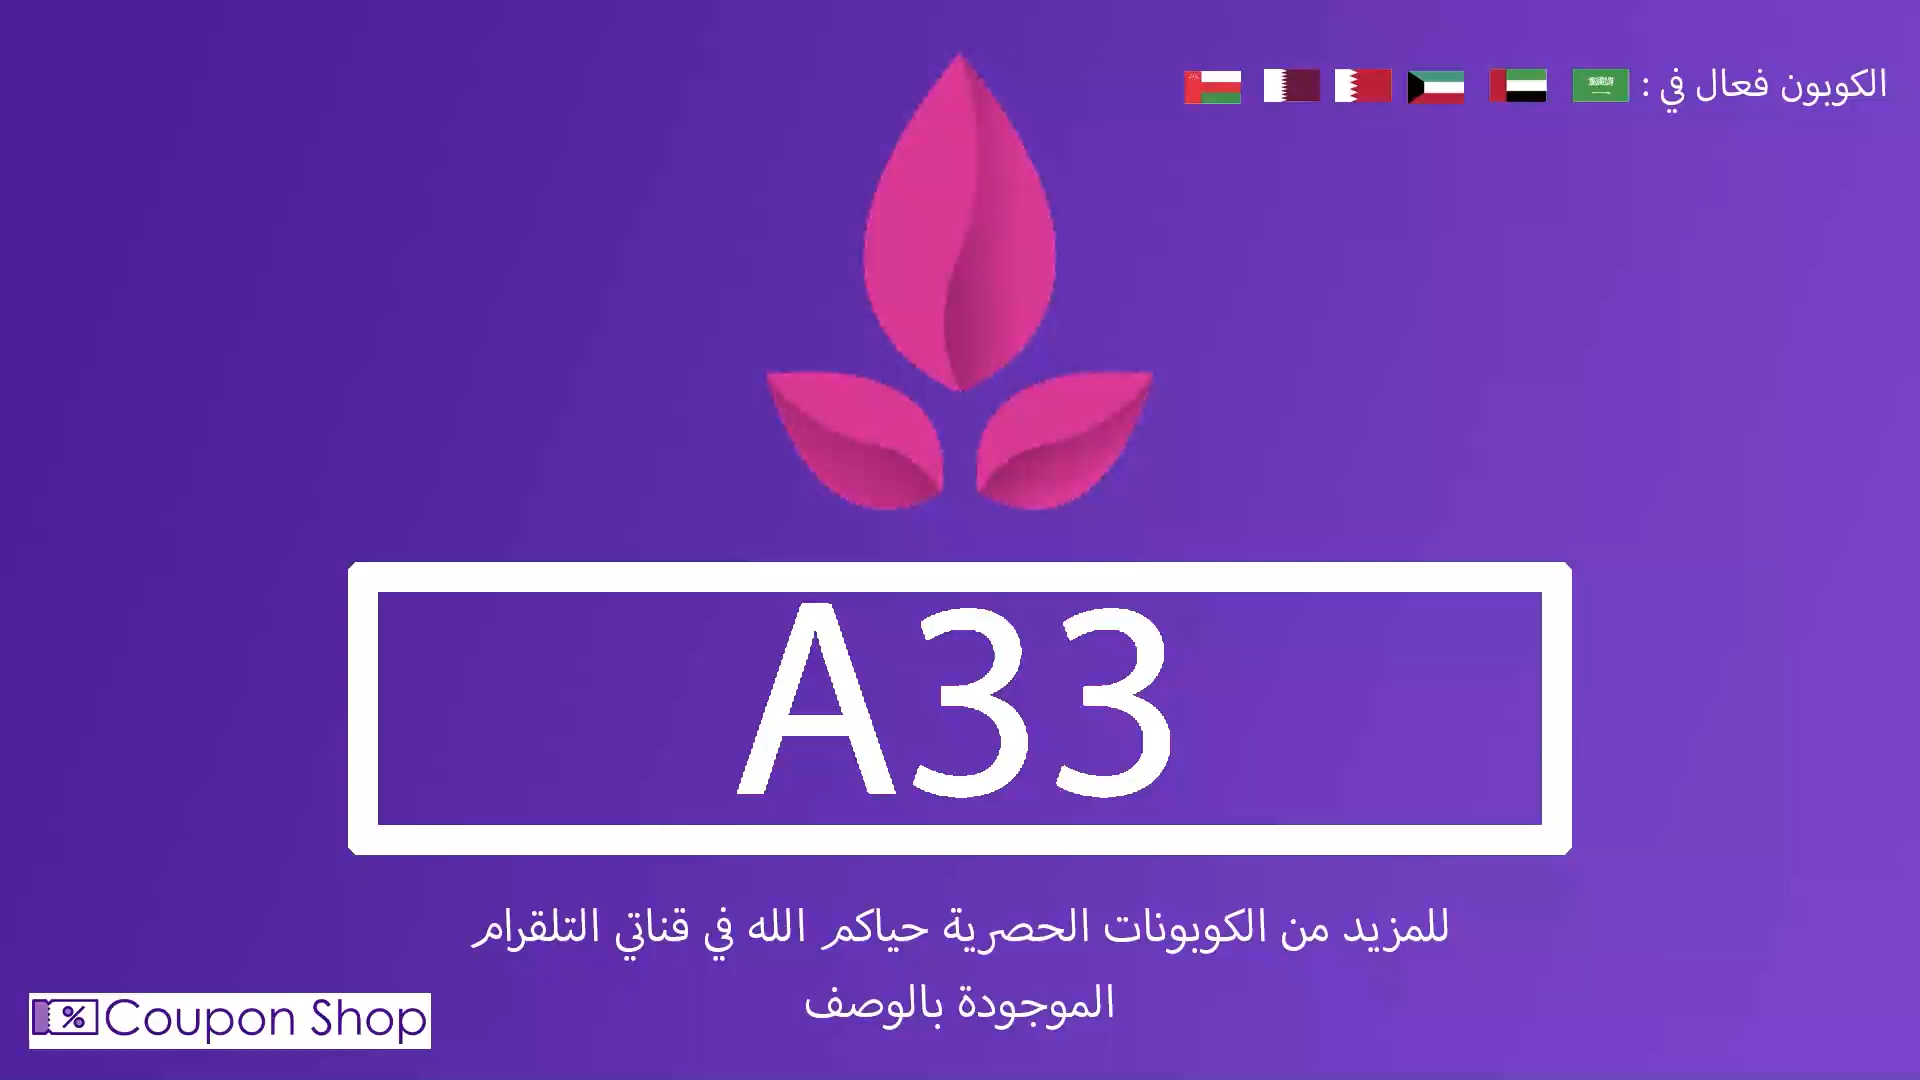 الكوبون فعال في :
A33
للمزيد من الكوبونات الحصرية حياكم الله في قناتي التلقرام
الموجودة بالوصف
Coupon Shop